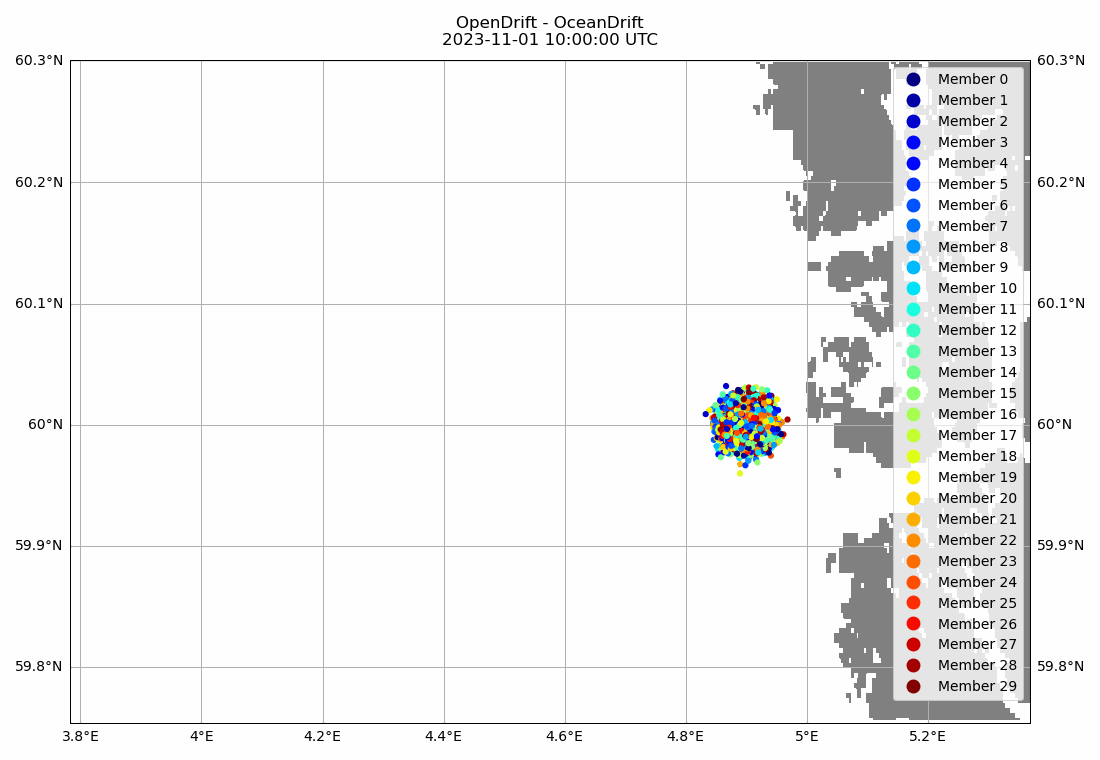 OpenDrift - OceanDrift
2023-11-01 10:00:00 UTC
60.3°N
60.3°N
Member 0
Member 1
Member 2
Member 3
Member 4
60.2°N
60.2°N
Member 5
Member 6
Member 7
Member 8
Member 9
Member 10
60.1°N
60.1°N
Member 11
Member 12
Member 13
Member 14
Member 15
Member 16
60°N
60°N
Member 17
Member 18
Member 19
Member 20
Member 21
Member 22
59.9°N
59.9°N
Member 23
Member 24
Member 25
Member 26
Member 27
Member 28
59.8°N
59.8°N
Member 29
3.8°E 4°E 4.2°E 4.4°E 4.6°E 4.8°E 5°E 5.2°E